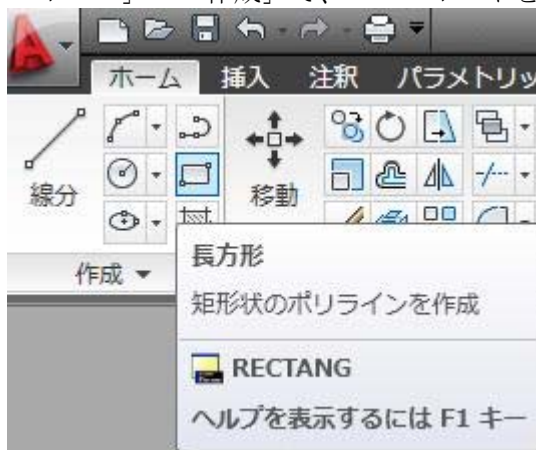 作成」
ホーム 挿入 注釈 パラメトリッ
線分
移動
作成
長方形
矩形状のポリラインを作成
RECTANG
ヘルプを表示するには F1 キー